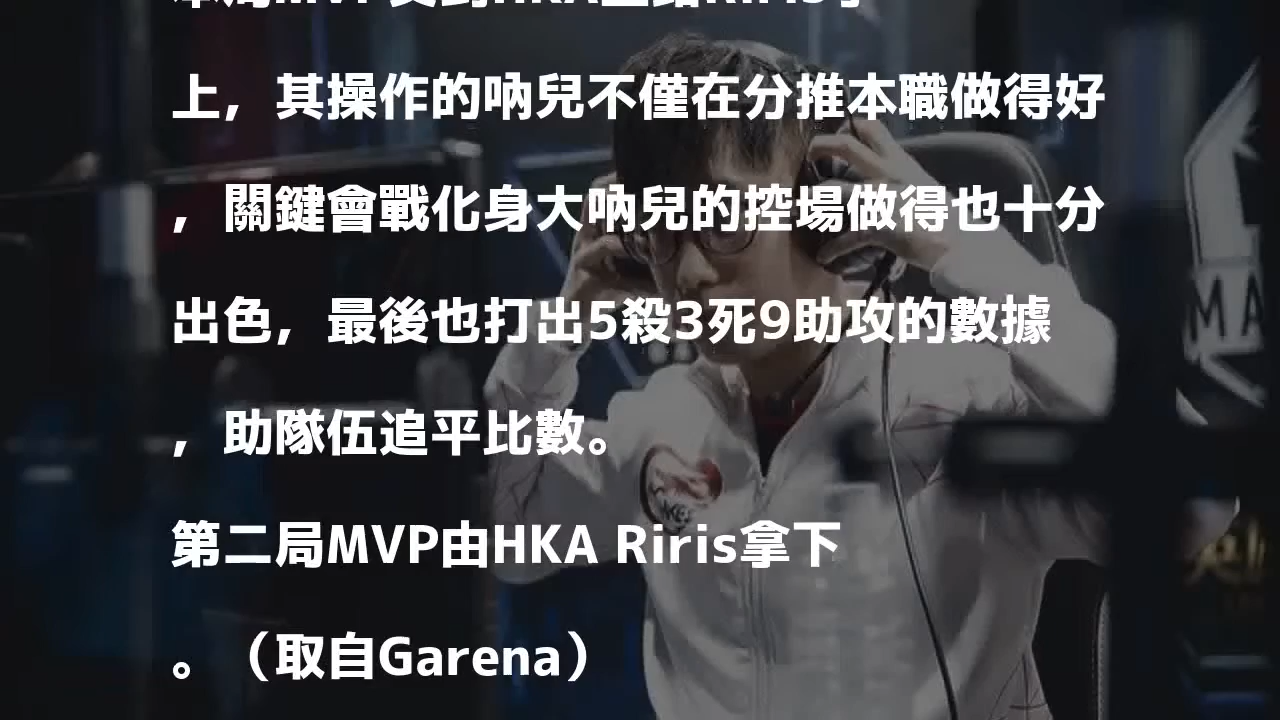 上，其操作的吶兒不僅在分推本職做得好
，關鍵會戰化身大吶兒的控場做得也十分
出色，最後也打出5殺3死9助攻的數據
，助隊伍追平比數。
第二局MVP由HKA Riris拿下
。（取自Garena）
MA